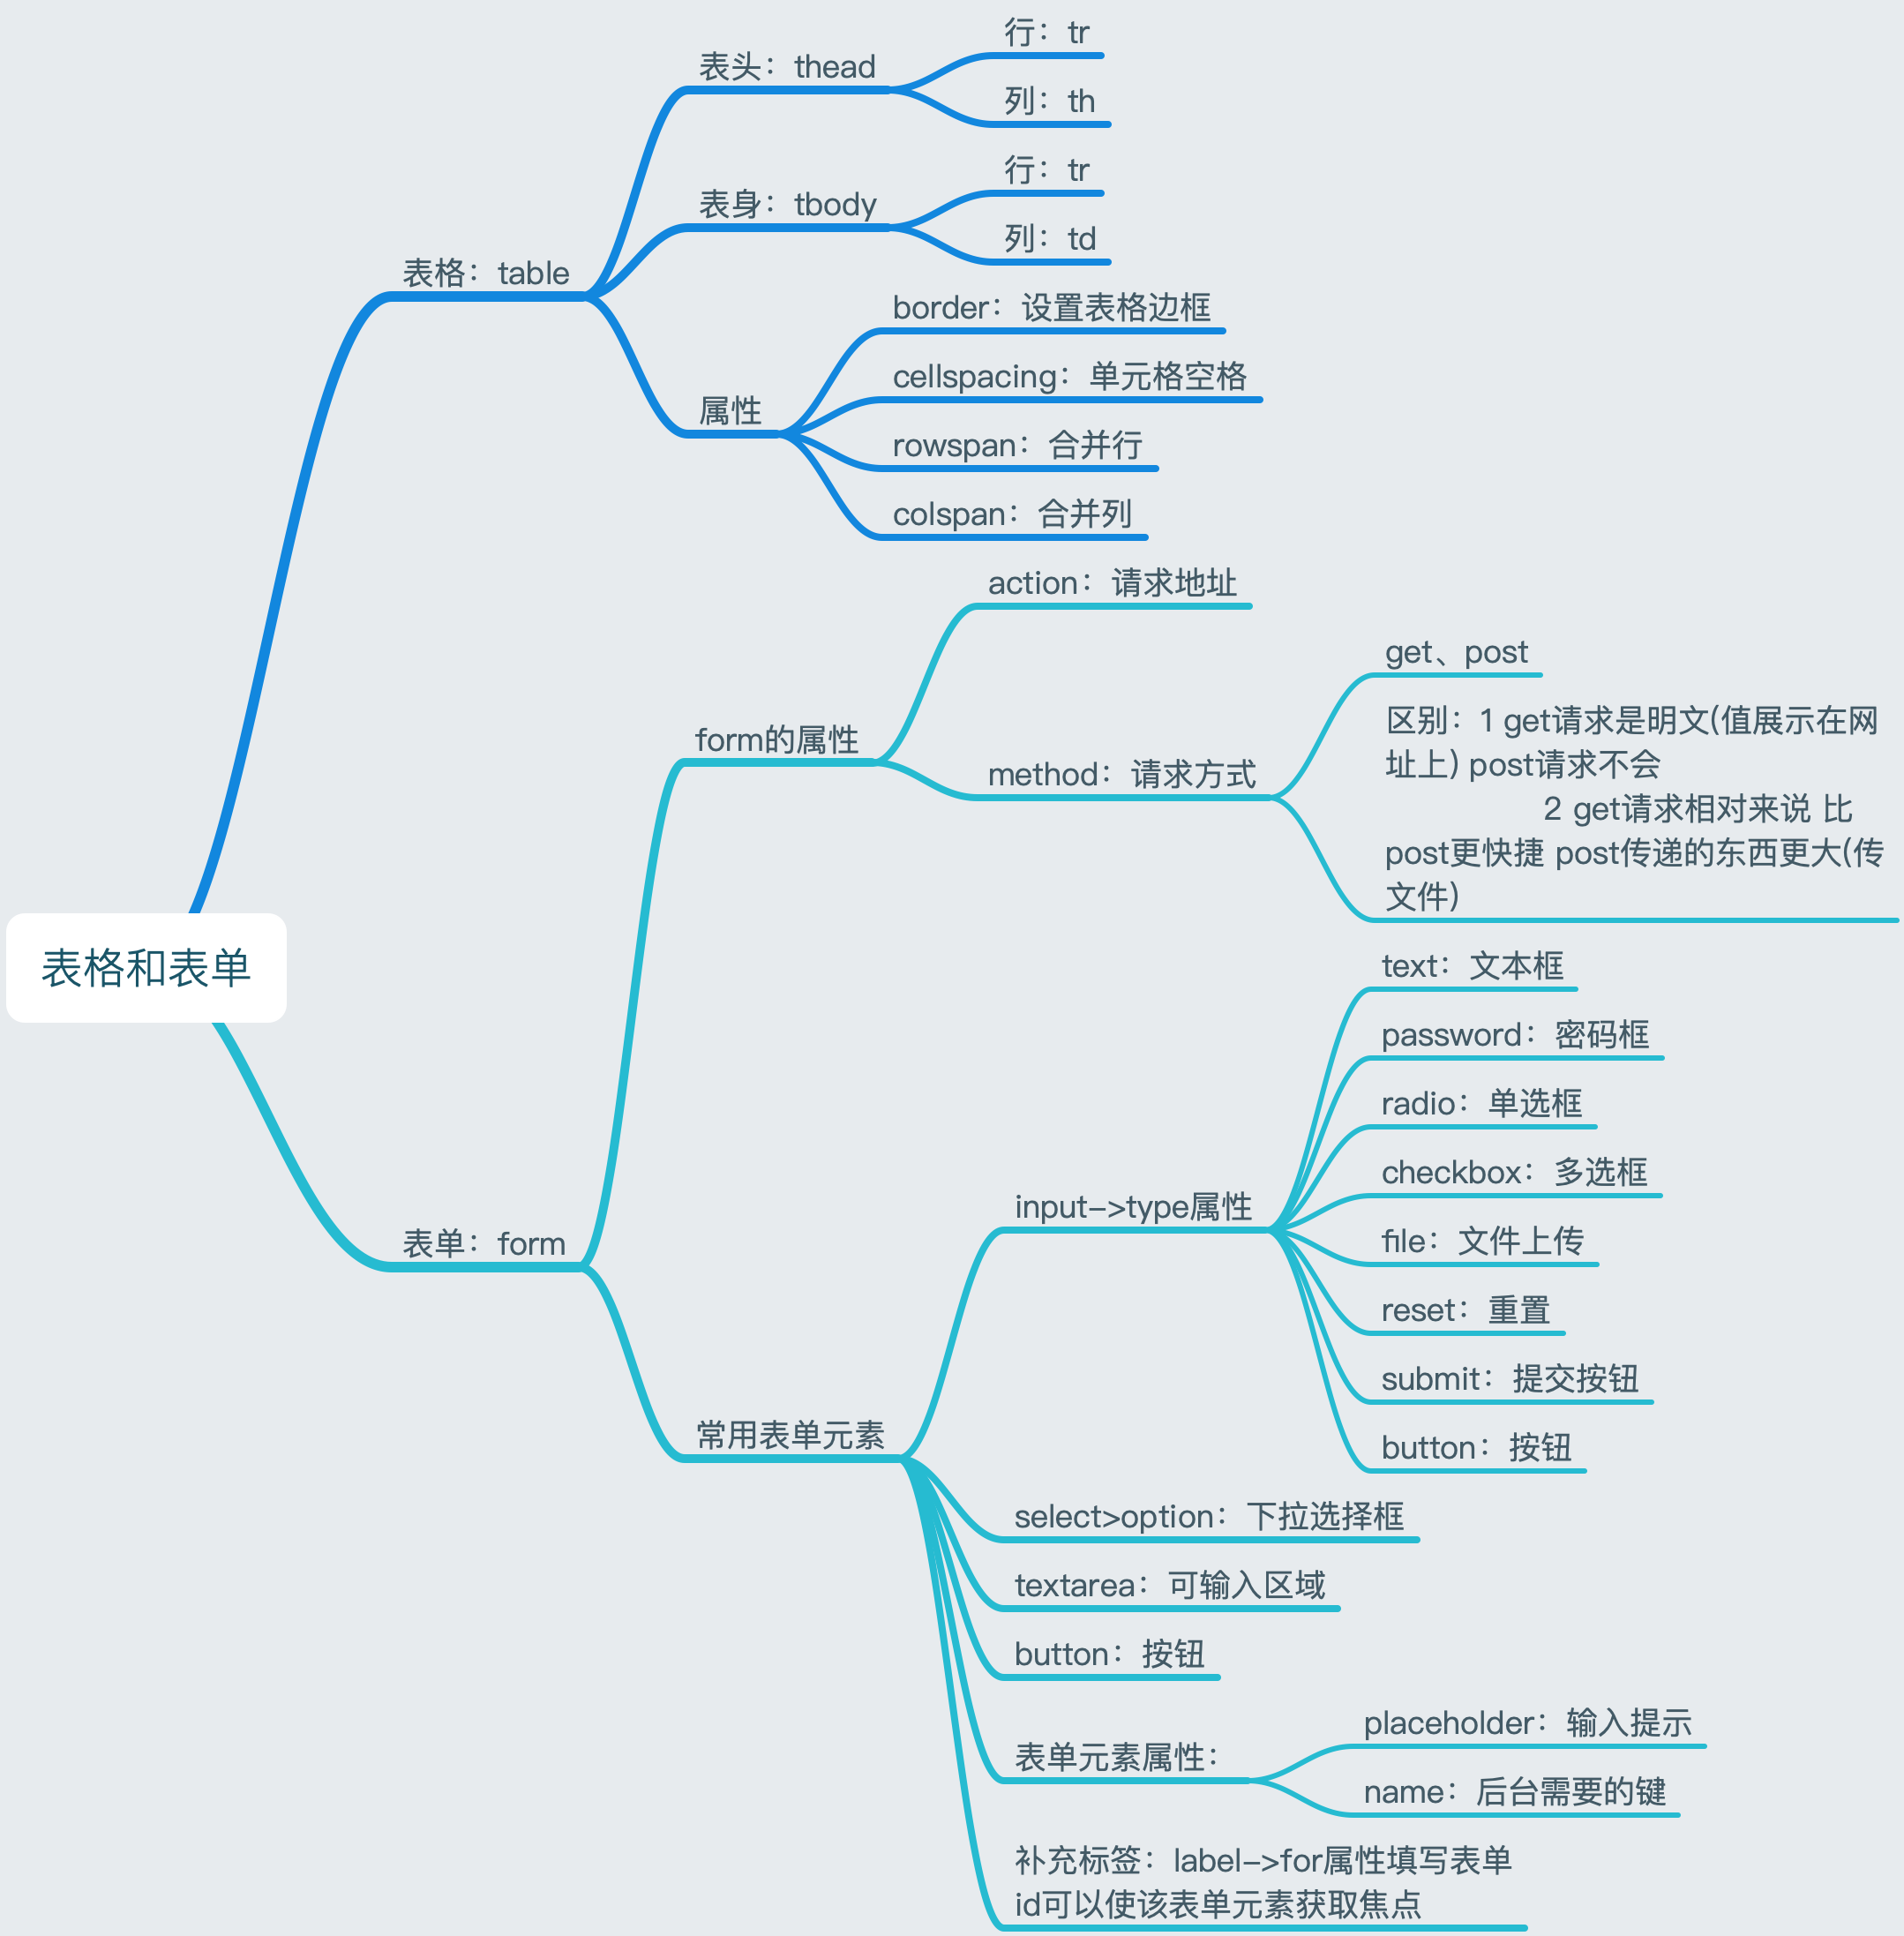 表格和表单
表格：table
表头：thead
行：tr
列：th
表身：tbody
行：tr
列：td
属性
border：设置表格边框
cellspacing：单元格空格
rowspan：合并行
colspan：合并列
表单：form
form的属性
action：请求地址
method：请求方式
get、post
区别：1 get请求是明文(值展示在网
址上) post请求不会
2 get请求相对来说 比
post更快捷 post传递的东西更大(传
文件)
常用表单元素
input->type属性
text：文本框
password：密码框
radio：单选框
checkbox：多选框
file：文件上传
reset：重置
submit：提交按钮
button：按钮
select>option：下拉选择框
textarea：可输入区域
button：按钮
表单元素属性：
placeholder：输入提示
name：后台需要的键
补充标签：label->for属性填写表单
id可以使该表单元素获取焦点